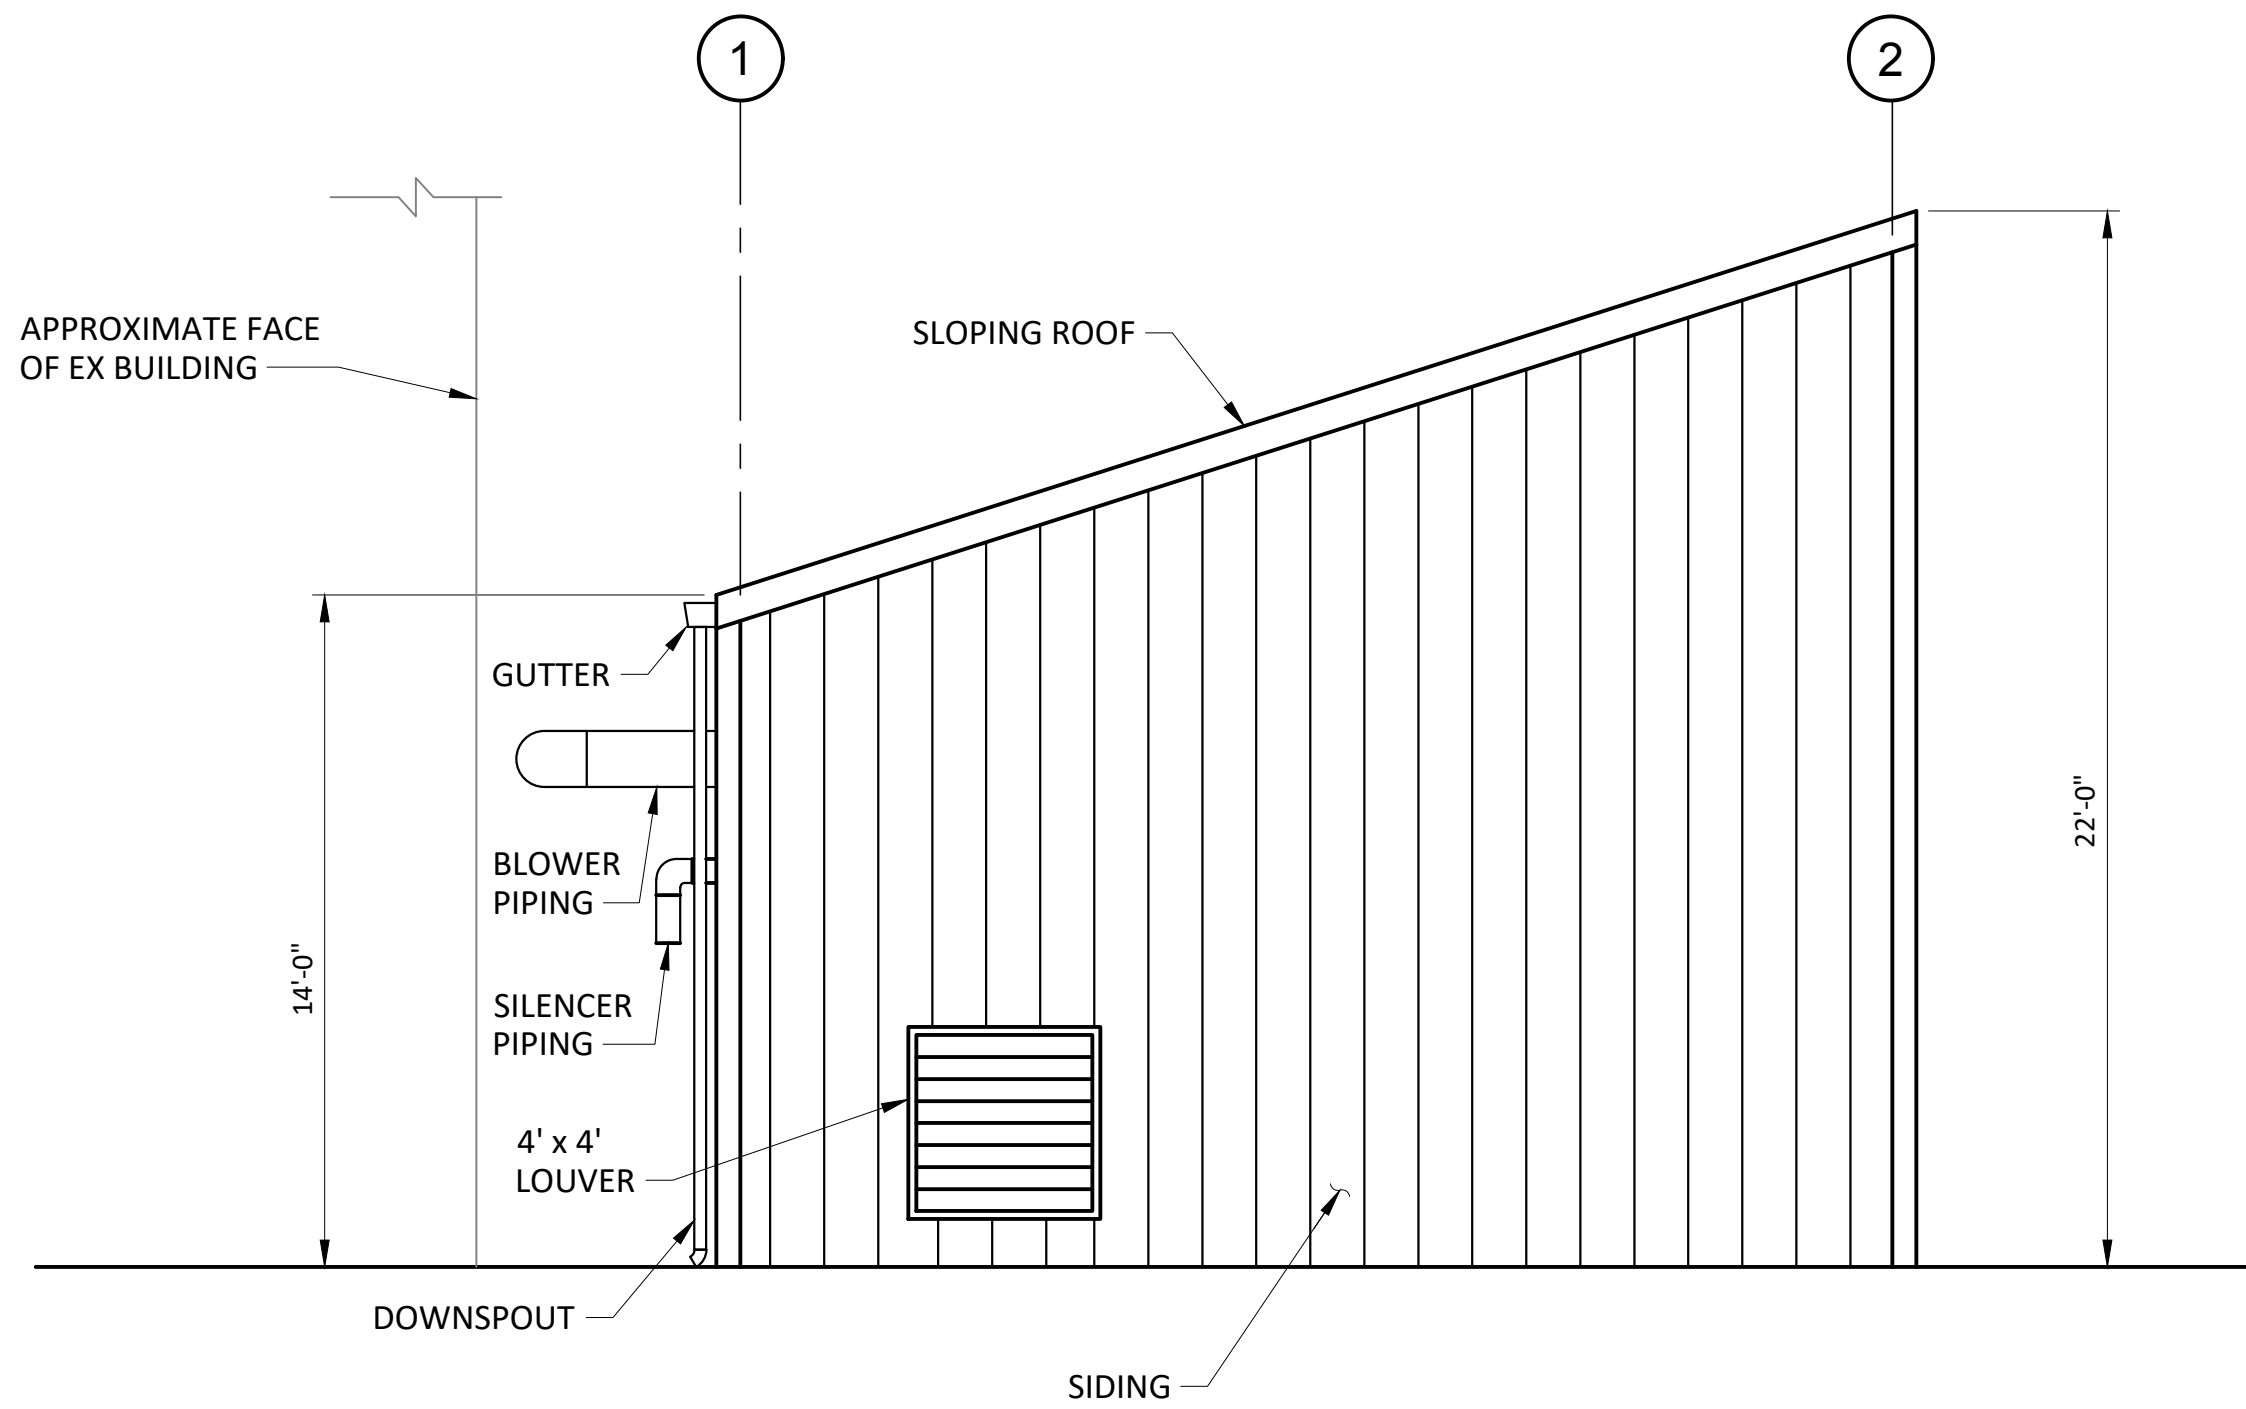 1
2
APPROXIMATE FACE
OF EX BUILDING
SLOPING ROOF
GUTTER
BLOWER
PIPING
SILENCER
PIPING
14'-0"
22'-0"
4' x 4'
LOUVER
DOWNSPOUT
SIDING